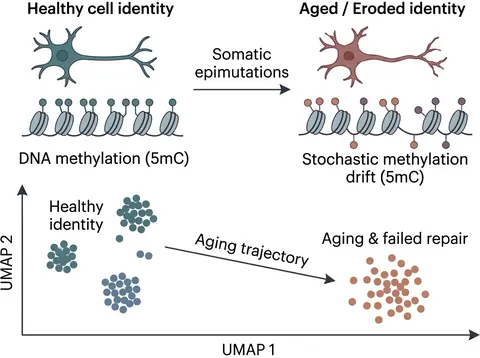 Healthy cell identity
Aged / Eroded identity
Somatic
epimutations
DNA methylation (5mC)
Stochastic methylation
drift (5mC)
Healthy
identity
Aging trajectory
Aging & failed repair
UMAP 2
UMAP 1